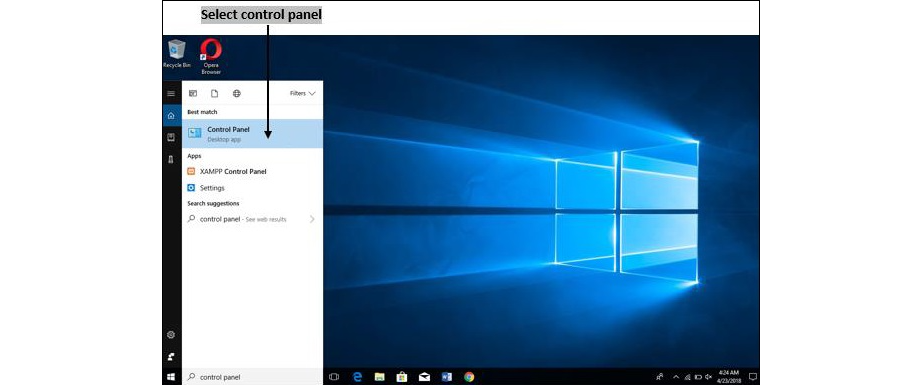 Select control panel
Recycle Bin
Opera
Browser
Filters
Best match
Control Panel
Desktop app
Apps
XAMPP Control Panel
Settings
Search suggestions
control panel - See web results
control panel
4:24 AM
4/23/2018